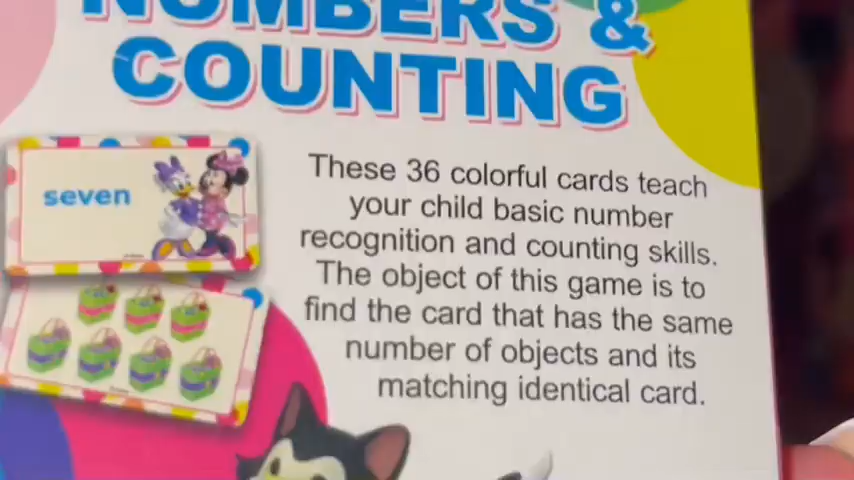 NUMBERS &
COUNTING
seven
These 36 colorful cards teach
your child basic number
recognition and counting skills.
The object of this game is to
find the card that has the same
number of objects and its
matching identical card.